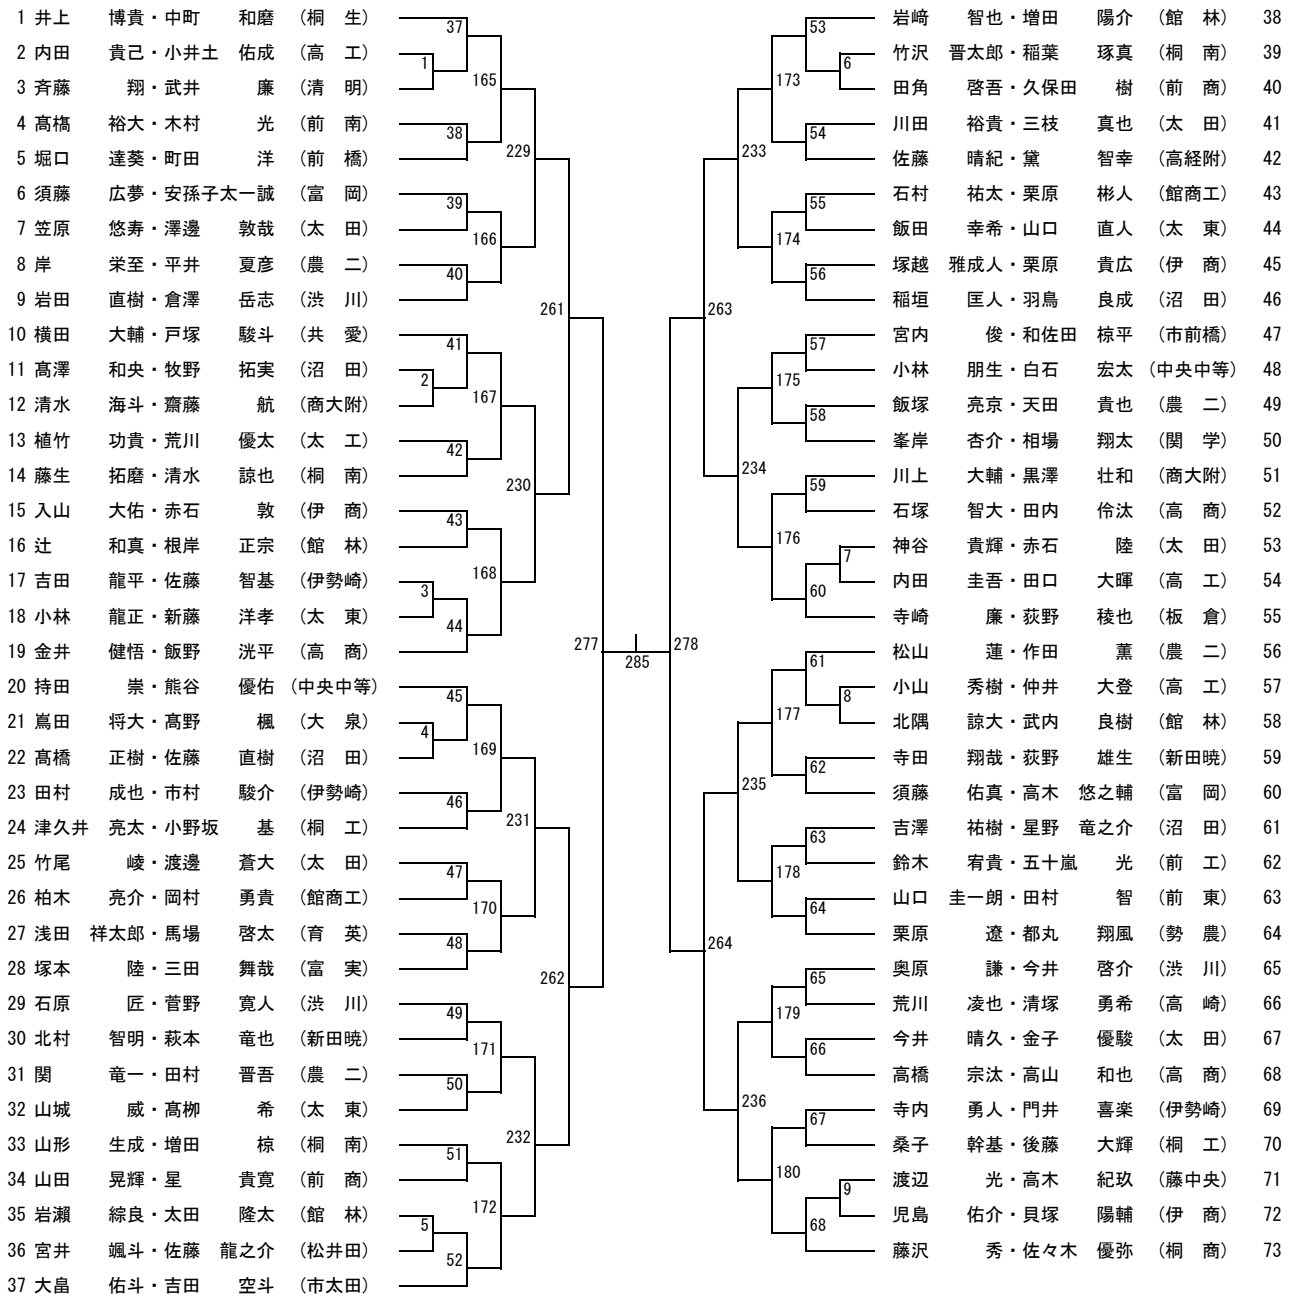 1 井上 博貴・中町 和磨 (桐 生)
2 内田 貴己・小井土 佑成 (高 工)
3 斉藤 翔・武井 廉 (清 明)
4 髙橋 裕大・木村 光 (前 南)
5 堀口 達葵・町田 洋 (前 橋)
6 須藤 広夢・安孫子太一誠 (富 岡)
7 笠原 悠寿・澤邊 敦哉 (太 田)
8 岸 栄至・平井 夏彦 (農 二)
9 岩田 直樹・倉澤 岳志 (渋 川)
10 横田 大輔・戸塚 駿斗 (共 愛)
11 髙澤 和央・牧野 拓実 (沼 田)
12 清水 海斗・齋藤 航 (商大附)
13 植竹 功貴・荒川 優太 (太 工)
14 藤生 拓磨・清水 諒也 (桐 南)
15 入山 大佑・赤石 敦 (伊 商)
16 辻 和真・根岸 正宗 (館 林)
17 吉田 龍平・佐藤 智基 (伊勢崎)
18 小林 龍正・新藤 洋孝 (太 東)
19 金井 健悟・飯野 洸平 (高 商)
20 持田 崇・熊谷 優佑 (中央中等)
21 嶌田 将大・髙野 楓 (大 泉)
22 髙橋 正樹・佐藤 直樹 (沼 田)
23 田村 成也・市村 駿介 (伊勢崎)
24 津久井 亮太・小野坂 基 (桐 工)
25 竹尾 崚・渡邊 蒼大 (太 田)
26 柏木 亮介・岡村 勇貴 (館商工)
27 浅田 祥太郎・馬場 啓太 (育 英)
28 塚本 陸・三田 舞哉 (富 実)
29 石原 匠・菅野 寛人 (渋 川)
30 北村 智明・萩本 竜也 (新田暁)
31 関 竜一・田村 晋吾 (農 二)
32 山城 威・髙栁 希 (太 東)
33 山形 生成・増田 椋 (桐 南)
34 山田 晃輝・星 貴寛 (前 商)
35 岩瀬 綜良・太田 隆太 (館 林)
36 宮井 颯斗・佐藤 龍之介 (松井田)
37 大畠 佑斗・吉田 空斗 (市太田)
37
1
165
38
229
39
166
40
261
41
2
167
42
230
43
168
3
44
277
45
4
169
46
231
47
170
48
262
49
171
50
232
51
172
5
52
285
53
6
173
54
233
55
174
56
263
57
175
58
234
59
176
7
60
278
61
8
177
62
235
63
178
64
264
65
179
66
236
67
180
9
68
岩﨑 智也・増田 陽介 (館 林) 38
竹沢 晋太郎・稲葉 琢真 (桐 南) 39
田角 啓吾・久保田 樹 (前 商) 40
川田 裕貴・三枝 真也 (太 田) 41
佐藤 晴紀・黛 智幸 (高経附) 42
石村 祐太・栗原 彬人 (館商工) 43
飯田 幸希・山口 直人 (太 東) 44
塚越 雅成人・栗原 貴広 (伊 商) 45
稲垣 匡人・羽鳥 良成 (沼 田) 46
宮内 俊・和佐田 椋平 (市前橋) 47
小林 朋生・白石 宏太 (中央中等) 48
飯塚 亮京・天田 貴也 (農 二) 49
峯岸 杏介・相場 翔太 (関 学) 50
川上 大輔・黒澤 壮和 (商大附) 51
石塚 智大・田内 伶汰 (高 商) 52
神谷 貴輝・赤石 陸 (太 田) 53
内田 圭吾・田口 大暉 (高 工) 54
寺崎 廉・荻野 稜也 (板 倉) 55
松山 蓮・作田 薫 (農 二) 56
小山 秀樹・仲井 大登 (高 工) 57
北隅 諒大・武内 良樹 (館 林) 58
寺田 翔哉・荻野 雄生 (新田暁) 59
須藤 佑真・高木 悠之輔 (富 岡) 60
吉澤 祐樹・星野 竜之介 (沼 田) 61
鈴木 宥貴・五十嵐 光 (前 工) 62
山口 圭一朗・田村 智 (前 東) 63
栗原 遼・都丸 翔風 (勢 農) 64
奥原 謙・今井 啓介 (渋 川) 65
荒川 凌也・清塚 勇希 (高 崎) 66
今井 晴久・金子 優駿 (太 田) 67
高橋 宗汰・高山 和也 (高 商) 68
寺内 勇人・門井 喜楽 (伊勢崎) 69
桑子 幹基・後藤 大輝 (桐 工) 70
渡辺 光・高木 紀玖 (藤中央) 71
児島 佑介・貝塚 陽輔 (伊 商) 72
藤沢 秀・佐々木 優弥 (桐 商) 73